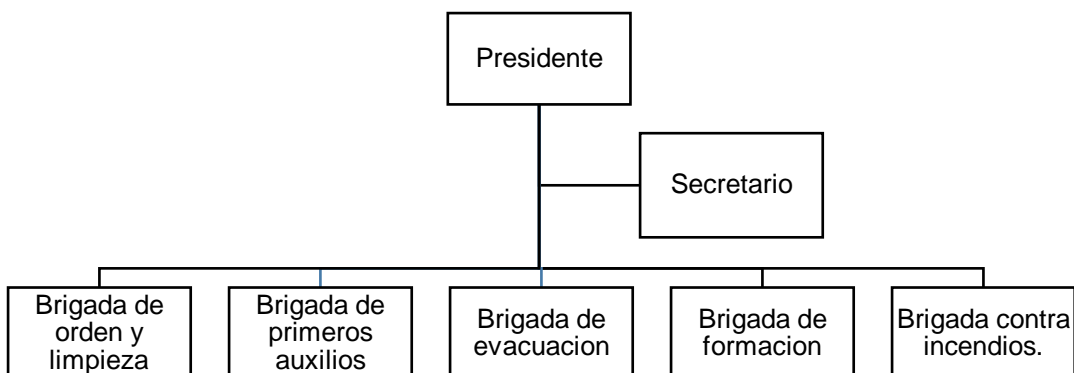 Presidente
Secretario
Brigada de
orden y
limpieza
Brigada de
primeros
auxilios
Brigada de
evacuacion
Brigada de
formacion
Brigada contra
incendios.